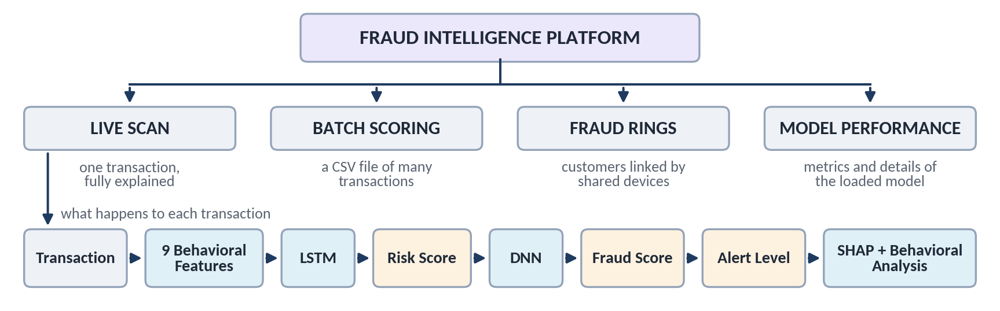 FRAUD INTELLIGENCE PLATFORM
LIVE SCAN
BATCH SCORING
FRAUD RINGS
MODEL PERFORMANCE
one transaction,
fully explained
a CSV file of many
transactions
customers linked by
shared devices
metrics and details of
the loaded model
what happens to each transaction
Transaction
9 Behavioral
Features
LSTM
Risk Score
DNN
Fraud Score
Alert Level
SHAP + Behavioral
Analysis